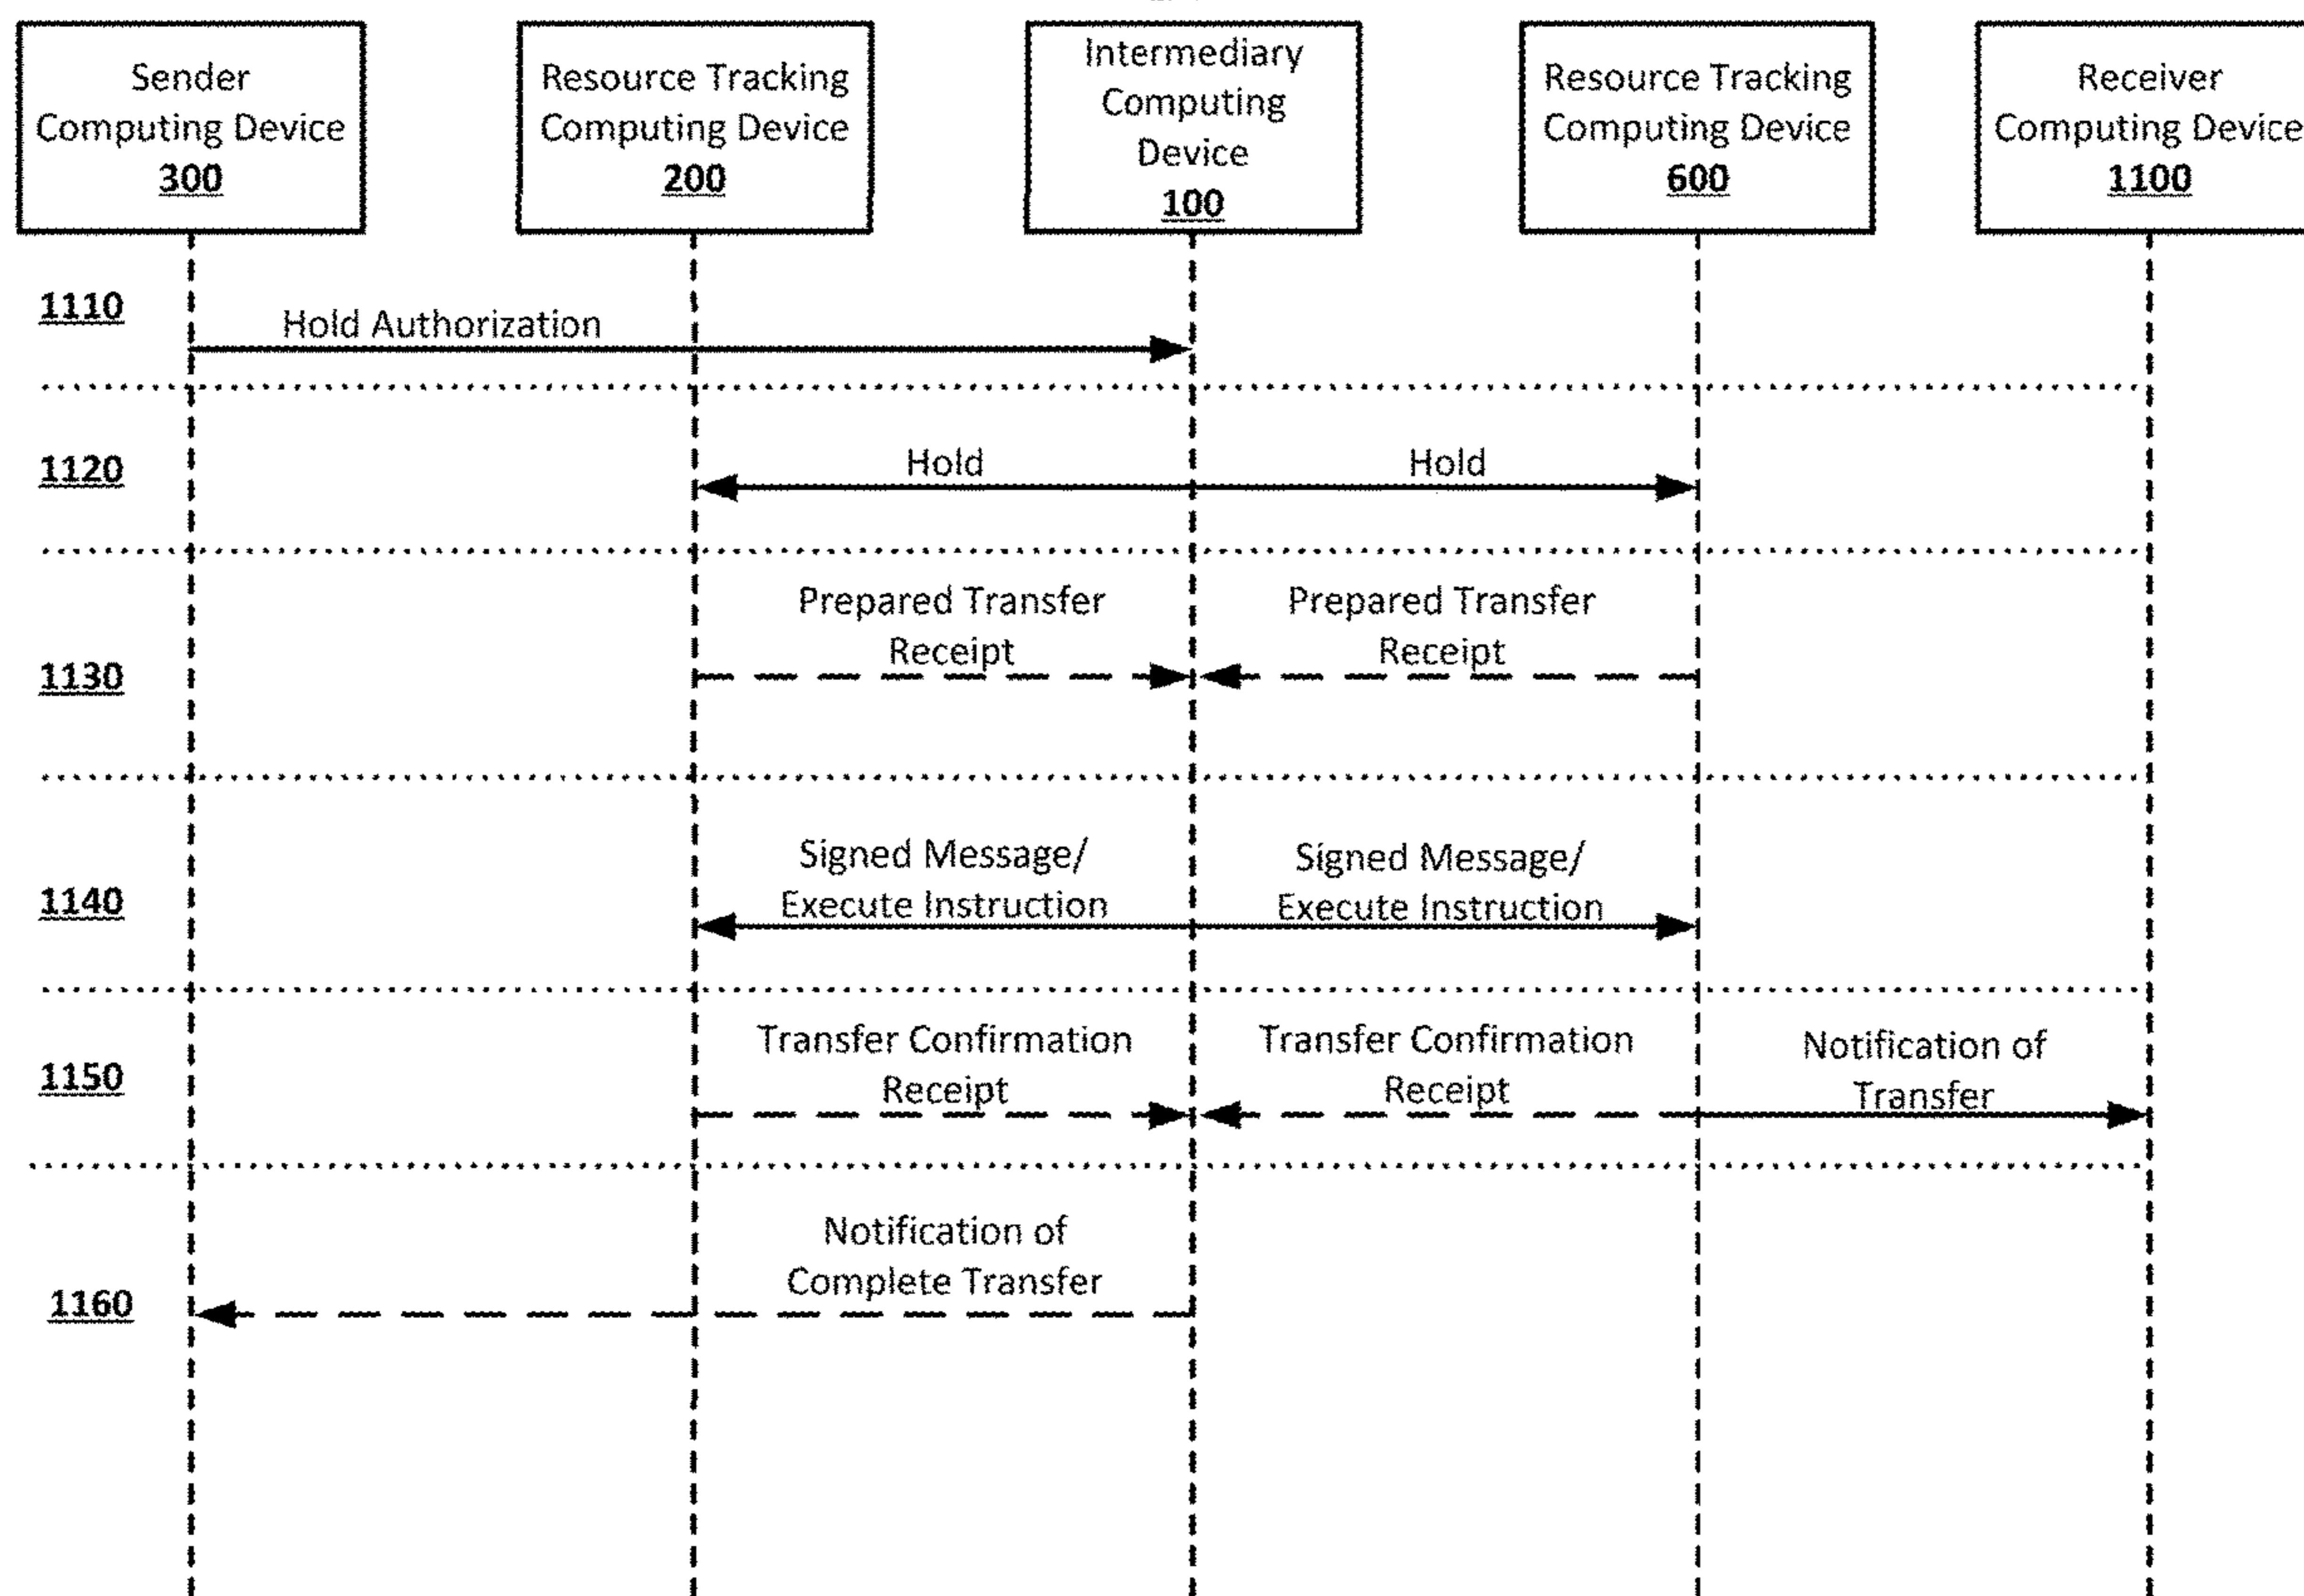 Sender
Computing Device
300
Resource Tracking
Computing Device
200
Intermediary
Computing
Device
100
Resource Tracking
Computing Device
600
Receiver
Computing Device
1100
1110
Hold Authorization
1120
Hold
Hold
1130
Prepared Transfer
Receipt
Prepared Transfer
Receipt
1140
Signed Message/
Execute Instruction
Signed Message/
Execute Instruction
1150
Transfer Confirmation
Receipt
Transfer Confirmation
Receipt
Notification of
Transfer
1160
Notification of
Complete Transfer